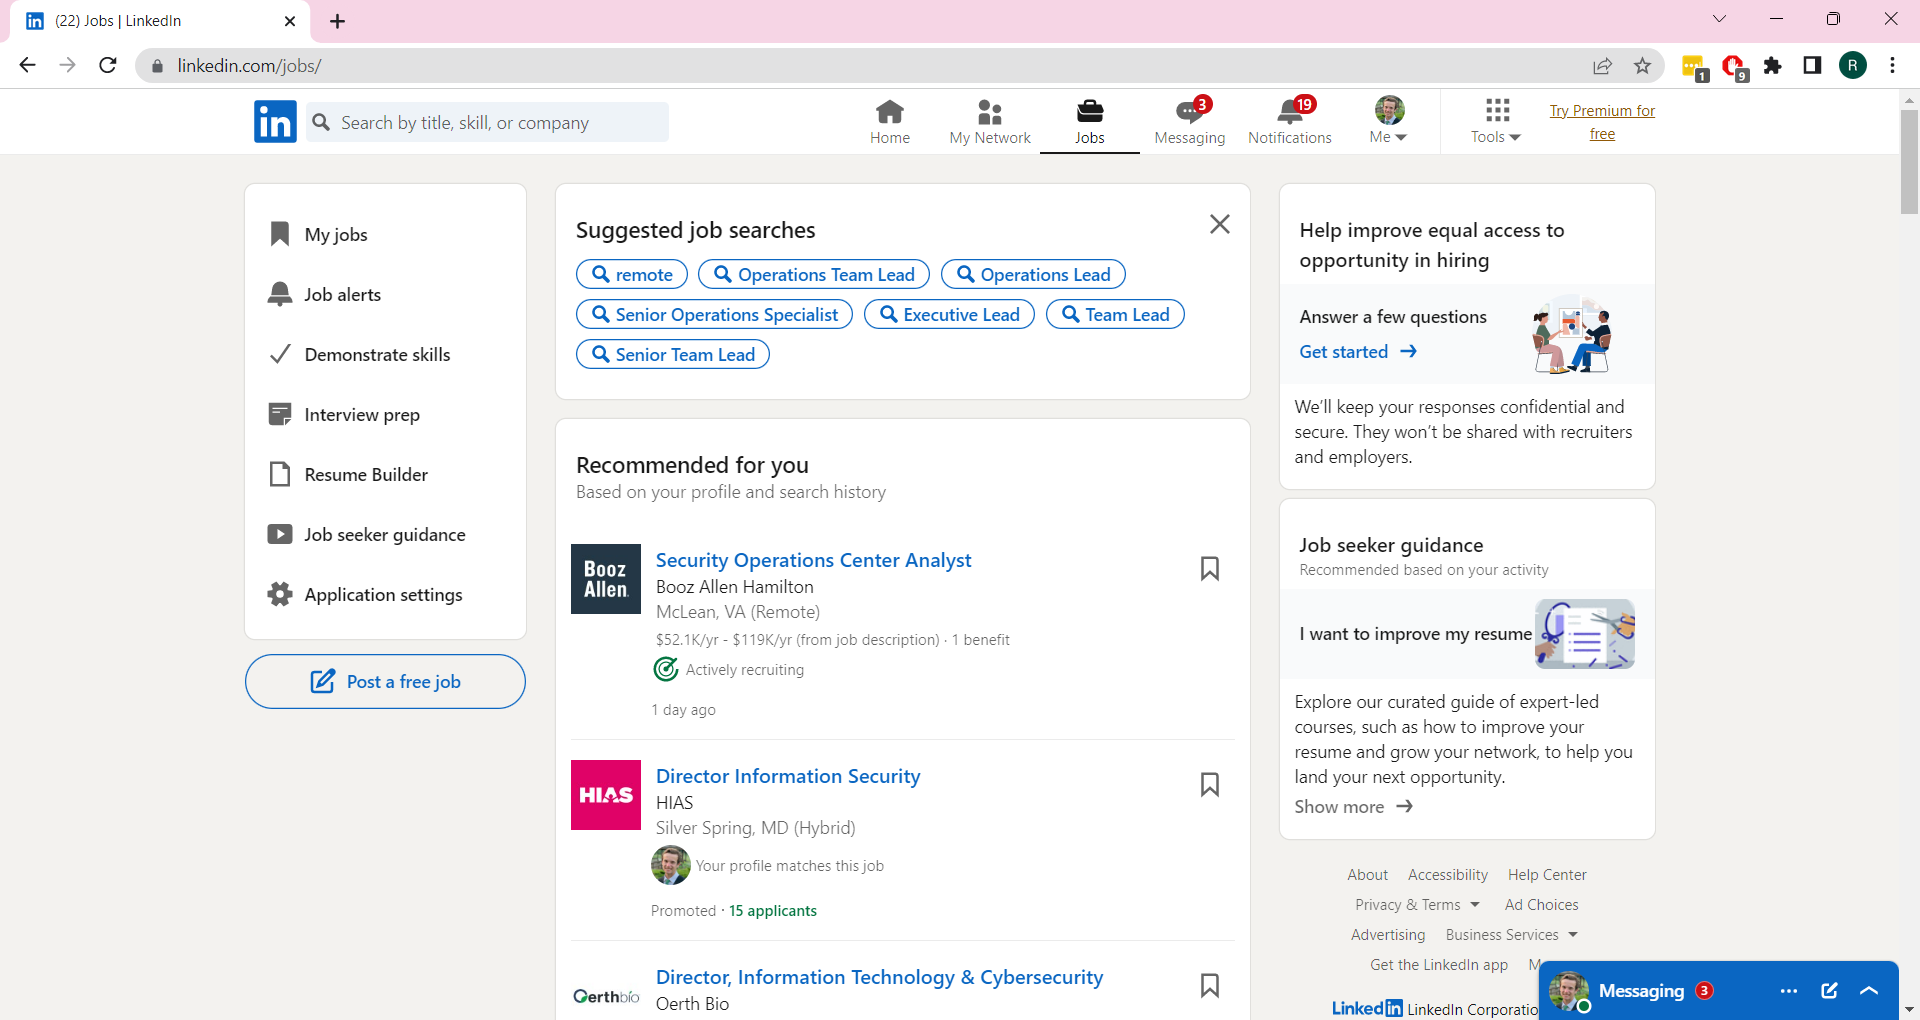 (22) Jobs | LinkedIn
linkedin.com/jobs/
1
9
R
in
Search by title, skill, or company
Home
My Network
Jobs
3
Messaging
19
Notifications
Me
Tools
Try Premium for
free
My jobs
Job alerts
Demonstrate skills
Interview prep
Resume Builder
Job seeker guidance
Application settings
Post a free job
Suggested job searches
remote
Operations Team Lead
Operations Lead
Senior Operations Specialist
Executive Lead
Team Lead
Senior Team Lead
Recommended for you
Based on your profile and search history
Booz
Allen
Security Operations Center Analyst
Booz Allen Hamilton
McLean, VA (Remote)
$52.1K/yr - $119K/yr (from job description) · 1 benefit
Actively recruiting
1 day ago
HIAS
Director Information Security
HIAS
Silver Spring, MD (Hybrid)
Your profile matches this job
Promoted · 15 applicants
Oerthbio
Director, Information Technology & Cybersecurity
Oerth Bio
Help improve equal access to
opportunity in hiring
Answer a few questions
Get started
We'll keep your responses confidential and
secure. They won't be shared with recruiters
and employers.
Job seeker guidance
Recommended based on your activity
I want to improve my resume
Explore our curated guide of expert-led
courses, such as how to improve your
resume and grow your network, to help you
land your next opportunity.
Show more
About Accessibility Help Center
Privacy & Terms Ad Choices
Advertising Business Services
Get the LinkedIn app
LinkedIn LinkedIn Corporatio
Messaging 3